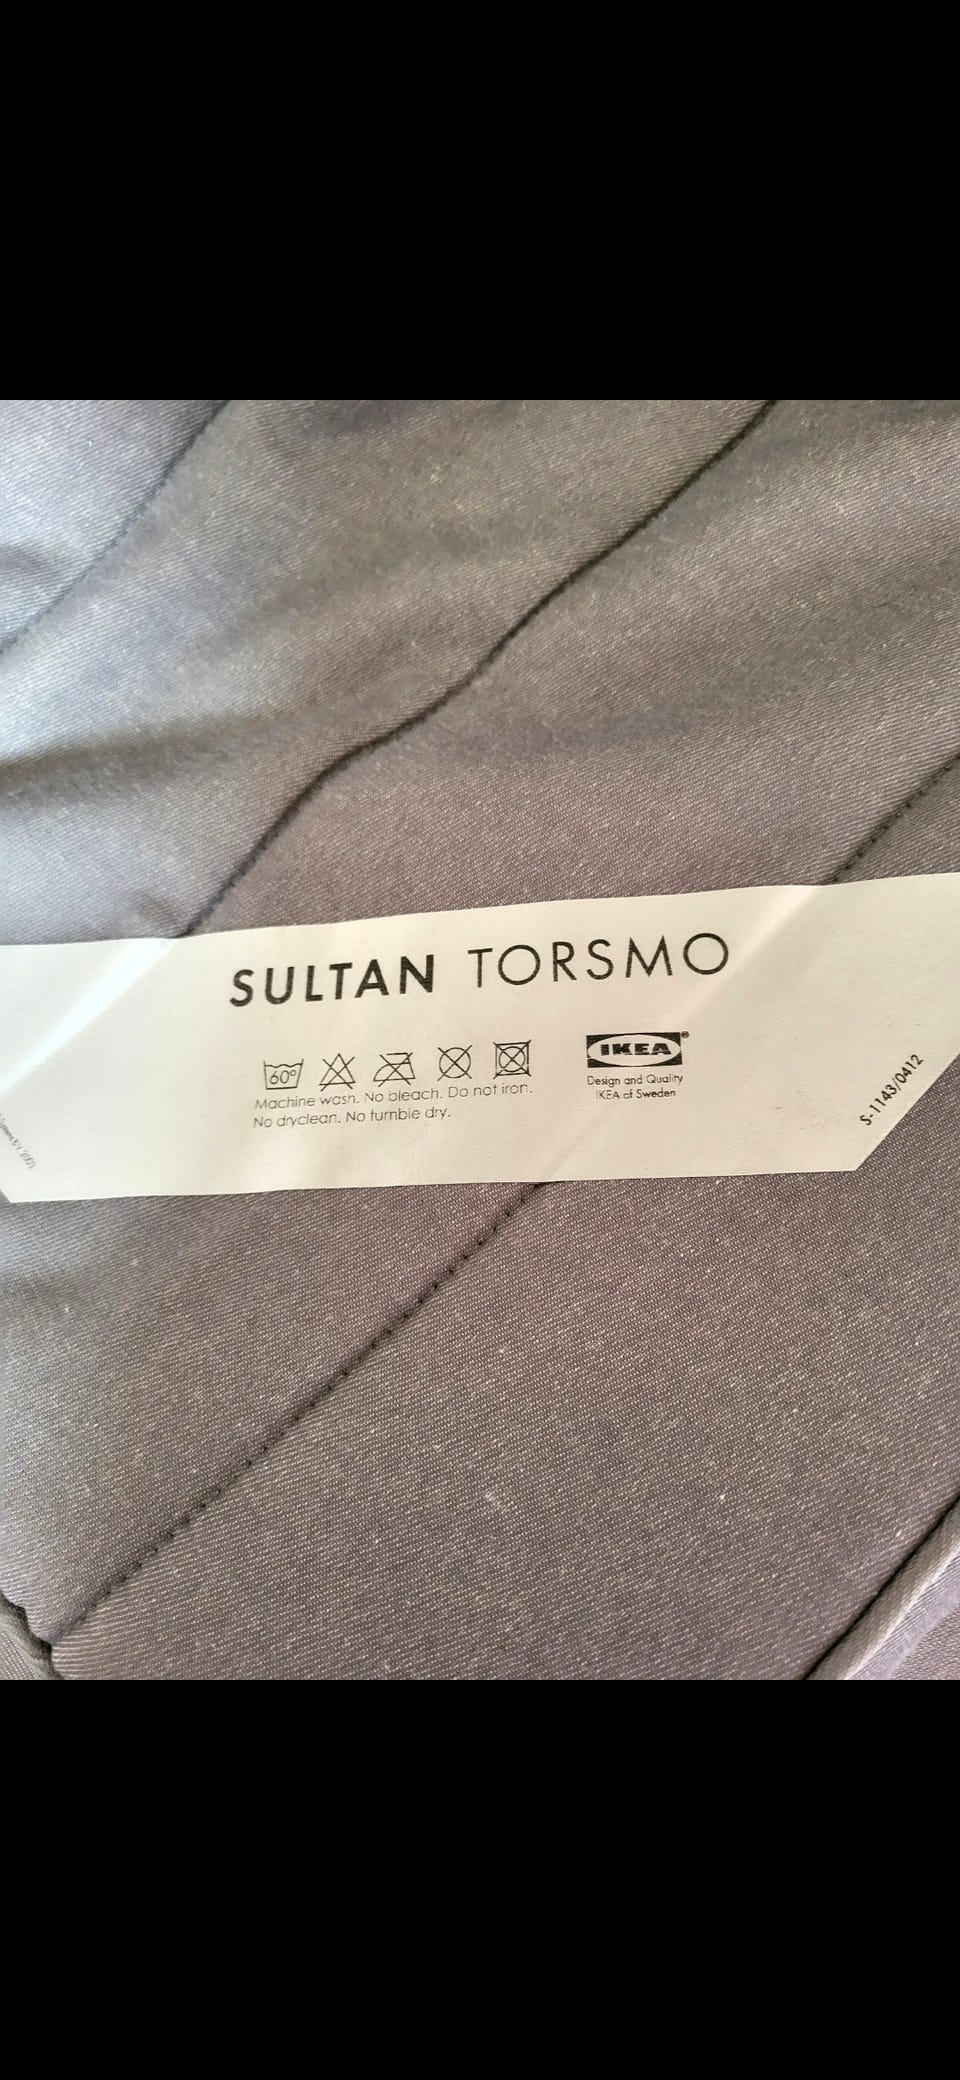 SULTAN TORSMO
60°
Machine wash. No bleach. Do not iron.
No dryclean. No tumble dry.
IKEA®
Design and Quality
IKEA of Sweden
S-1143/0412